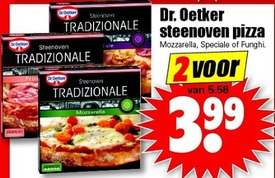 Dr. Oetker
steenoven pizza
Mozzarella, Speciale of Funghi.
2 voor
van 5.58
3.99
Steenoven
TRADIZIONALE
Dr.Oetker
Steenoven
TRADIZIONALE
Dr.Oetker
Steenoven
TRADIZIONALE
Mozzarella